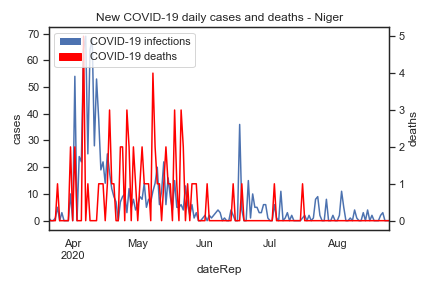 New COVID-19 daily cases and deaths - Niger
COVID-19 infections
COVID-19 deaths
70
60
50
40
30
20
10
0
cases
5
4
3
2
1
0
deaths
Apr
2020
May
Jun
Jul
Aug
dateRep